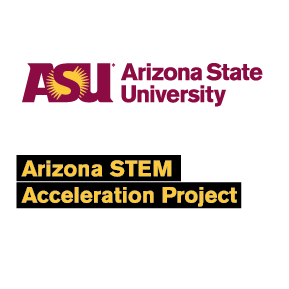 ASU Arizona State
University
Arizona STEM
Acceleration Project